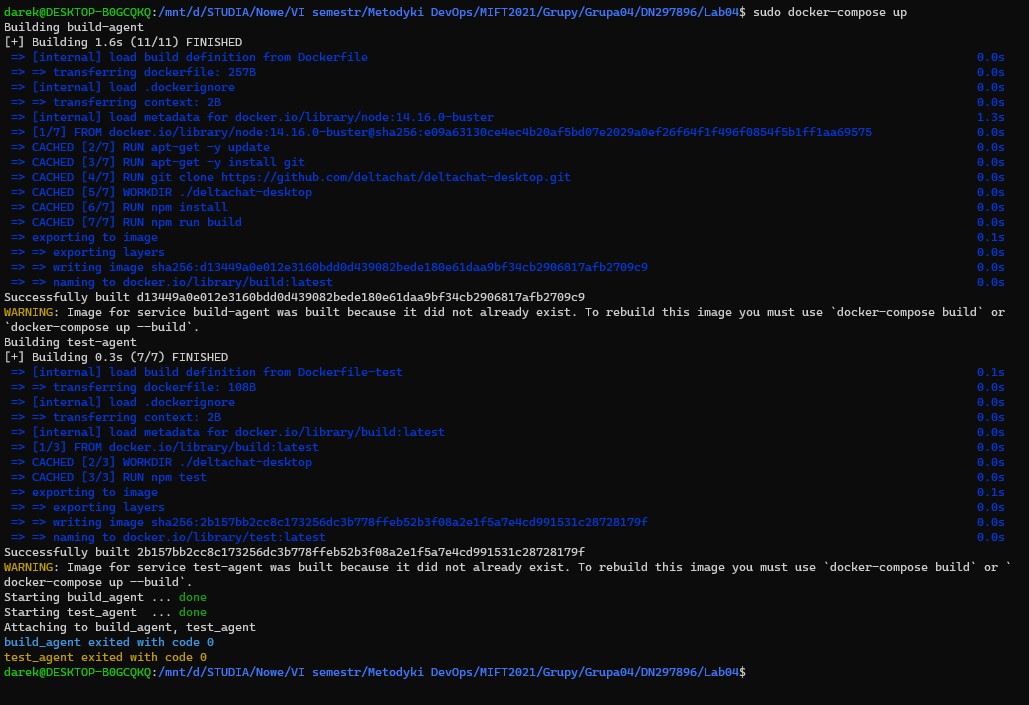 darek@DESKTOP-B0GCQKQ:/mnt/d/STUDIA/Nowe/VI semestr/Metodyki DevOps/MIFT2021/Grupy/Grupa04/DN297896/Lab04$ sudo docker-compose up
Building build-agent
[+] Building 1.6s (11/11) FINISHED
=> [internal] load build definition from Dockerfile 0.0s
=> => transferring dockerfile: 257B 0.0s
=> [internal] load .dockerignore 0.0s
=> => transferring context: 2B 0.0s
=> [internal] load metadata for docker.io/library/node:14.16.0-buster 1.3s
=> [1/7] FROM docker.io/library/node:14.16.0-buster@sha256:e09a63130ce4ec4b20af5bd07e2029a0ef26f64f1f496f0854f5b1ff1aa69575 0.0s
=> CACHED [2/7] RUN apt-get -y update 0.0s
=> CACHED [3/7] RUN apt-get -y install git 0.0s
=> CACHED [4/7] RUN git clone https://github.com/deltachat/deltachat-desktop.git 0.0s
=> CACHED [5/7] WORKDIR ./deltachat-desktop 0.0s
=> CACHED [6/7] RUN npm install 0.0s
=> CACHED [7/7] RUN npm run build 0.0s
=> exporting to image 0.1s
=> => exporting layers 0.0s
=> => writing image sha256:d13449a0e012e3160bdd0d439082bede180e61daa9bf34cb2906817afb2709c9 0.0s
=> => naming to docker.io/library/build:latest 0.0s
Successfully built d13449a0e012e3160bdd0d439082bede180e61daa9bf34cb2906817afb2709c9
WARNING: Image for service build-agent was built because it did not already exist. To rebuild this image you must use `docker-compose build` or
`docker-compose up --build`.
Building test-agent
[+] Building 0.3s (7/7) FINISHED
=> [internal] load build definition from Dockerfile-test 0.1s
=> => transferring dockerfile: 108B 0.0s
=> [internal] load .dockerignore 0.0s
=> => transferring context: 2B 0.0s
=> [internal] load metadata for docker.io/library/build:latest 0.0s
=> [1/3] FROM docker.io/library/build:latest 0.0s
=> CACHED [2/3] WORKDIR ./deltachat-desktop 0.0s
=> CACHED [3/3] RUN npm test 0.0s
=> exporting to image 0.1s
=> => exporting layers 0.0s
=> => writing image sha256:2b157bb2cc8c173256dc3b778ffeb52b3f08a2e1f5a7e4cd991531c28728179f 0.0s
=> => naming to docker.io/library/test:latest 0.0s
Successfully built 2b157bb2cc8c173256dc3b778ffeb52b3f08a2e1f5a7e4cd991531c28728179f
WARNING: Image for service test-agent was built because it did not already exist. To rebuild this image you must use `docker-compose build` or `
docker-compose up --build`.
Starting build_agent ... done
Starting test_agent  ... done
Attaching to build_agent, test_agent
build_agent exited with code 0
test_agent exited with code 0
darek@DESKTOP-B0GCQKQ:/mnt/d/STUDIA/Nowe/VI semestr/Metodyki DevOps/MIFT2021/Grupy/Grupa04/DN297896/Lab04$